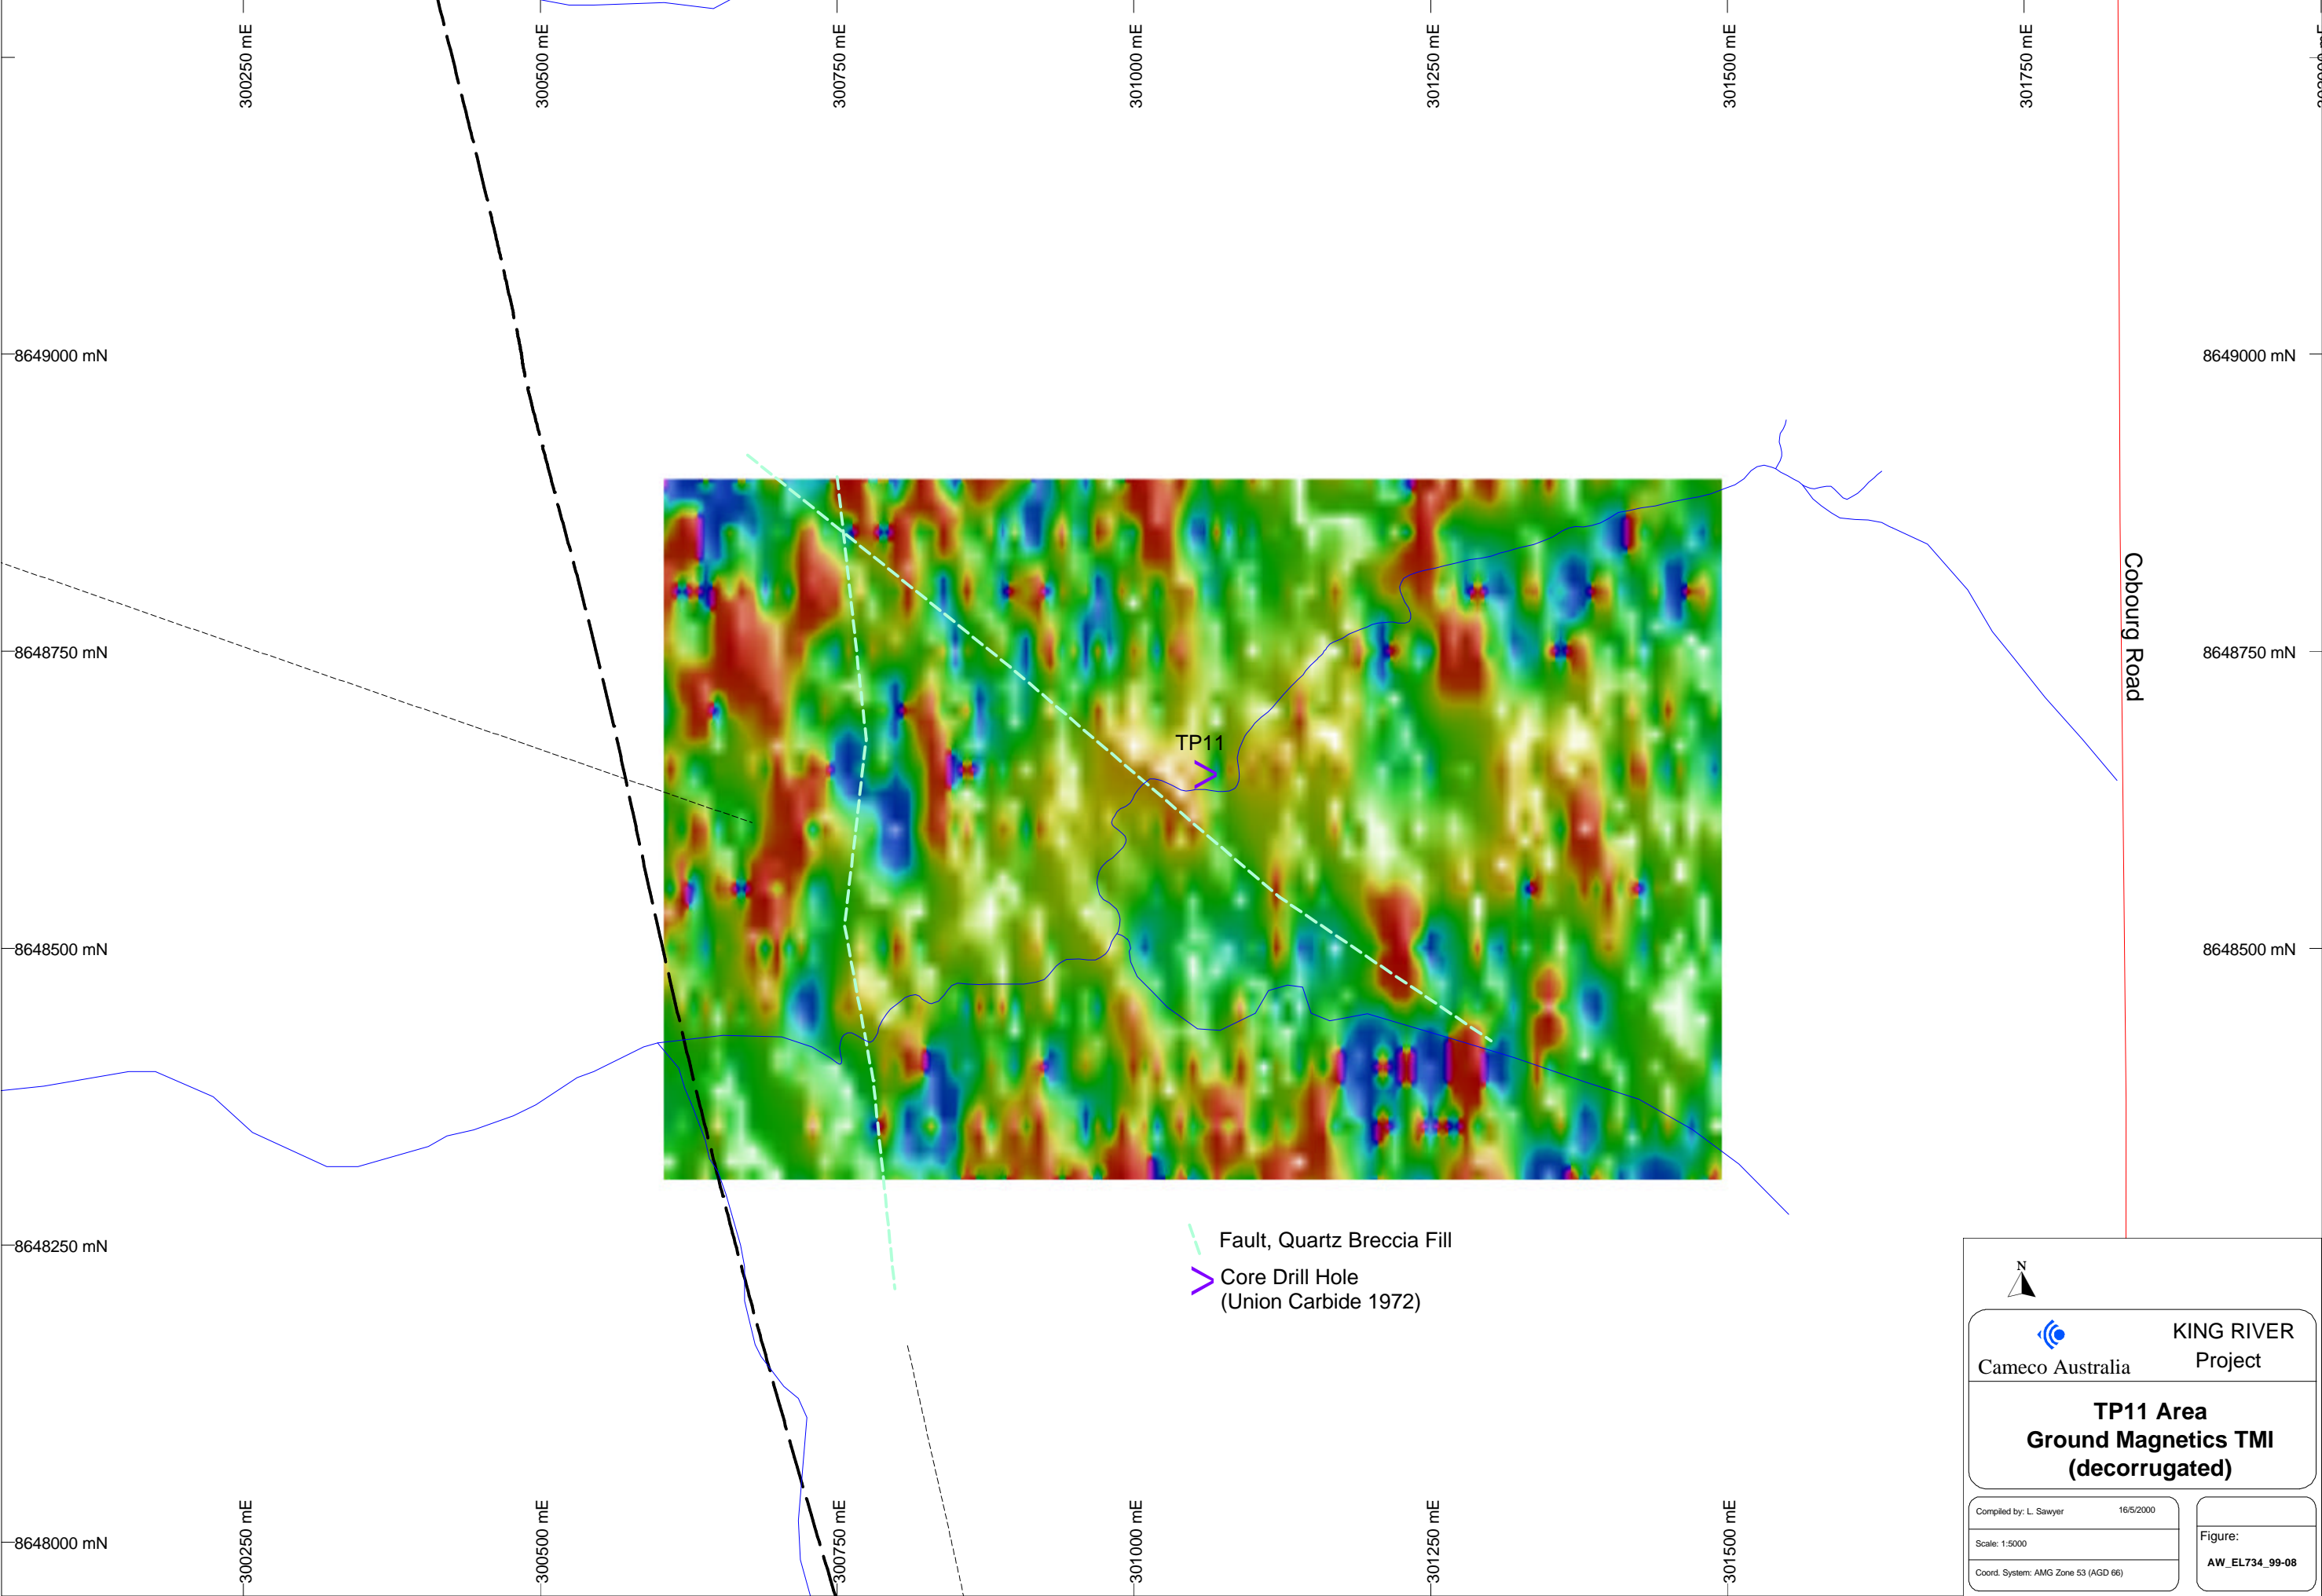 300250 mE
300500 mE
300750 mE
301000 mE
301250 mE
301500 mE
301750 mE
8649000 mN
8649000 mN
Cobourg Road
8648750 mN
8648750 mN
TP11
8648500 mN
8648500 mN
8648250 mN
Fault, Quartz Breccia Fill
Core Drill Hole
(Union Carbide 1972)
N
KING RIVER
Project
Cameco Australia
TP11 Area
Ground Magnetics TMI
(decorrugated)
Compiled by: L. Sawyer 16/5/2000
Scale: 1:5000
Coord. System: AMG Zone 53 (AGD 66)
Figure:
AW_EL734_99-08
8648000 mN
300250 mE
300500 mE
300750 mE
301000 mE
301250 mE
301500 mE